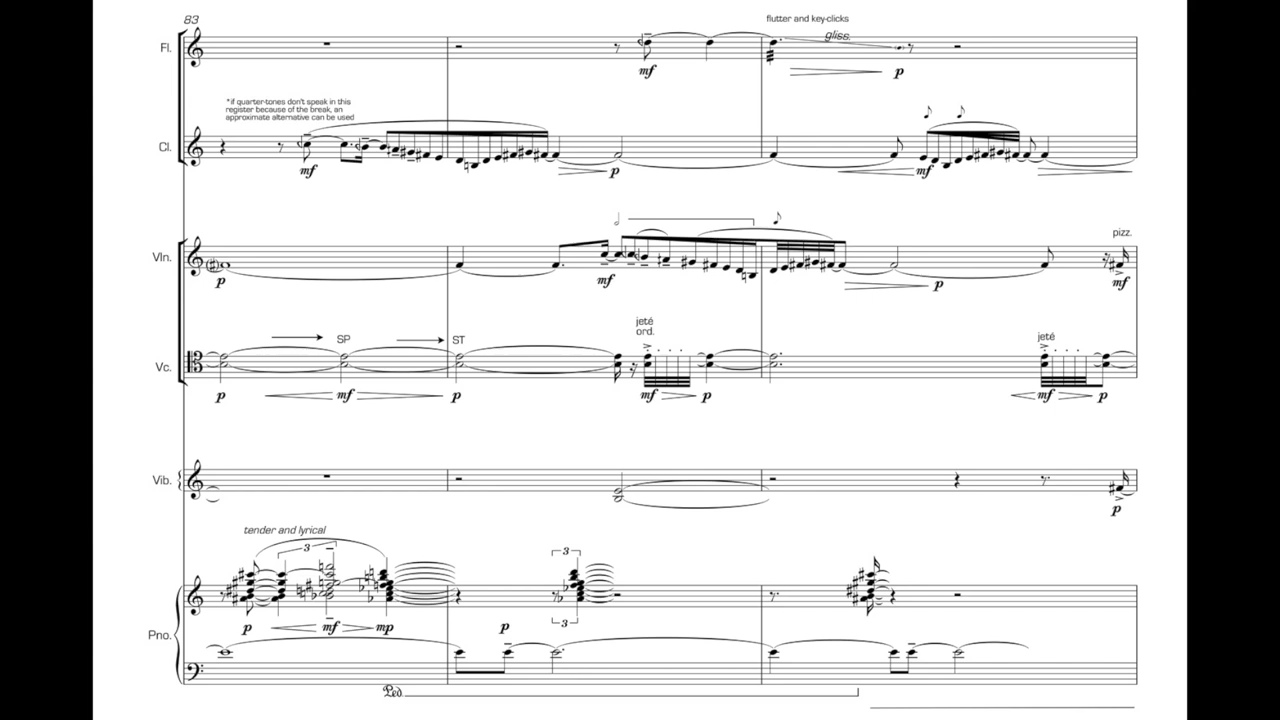 83
flutter and key-clicks
Fl.
gliss.
mf
p
*if quarter-tones don't speak in this
register because of the break, an
approximate alternative can be used
Cl.
mf
p
mf
pizz.
Vln.
p
mf
p
mf
jeté
ord.
SP
ST
jeté
Vc.
p
mf
p
mf
p
mf
p
Vib.
p
tender and lyrical
3
3
p
mf
mp
p
3
Pno.
Ped